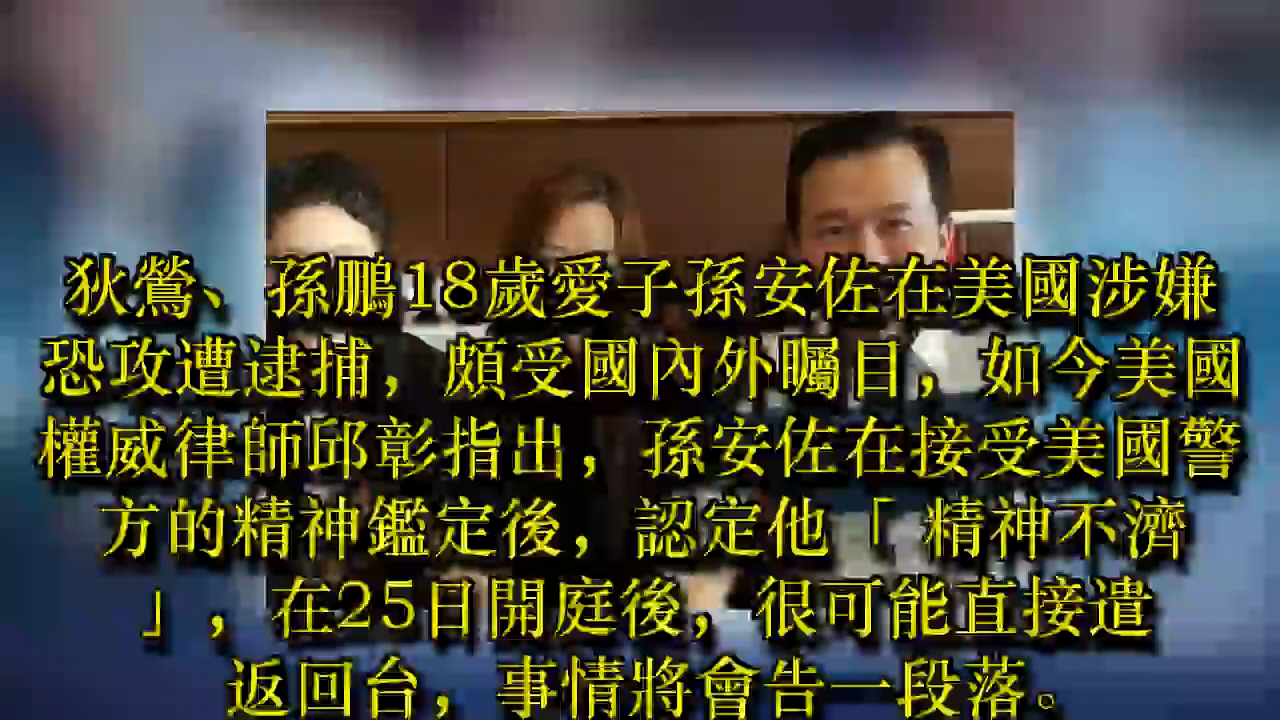 狄鶯、孫鵬18歲愛子孫安佐在美國涉嫌
恐攻遭逮捕，頗受國內外矚目，如今美國
權威律師邱彰指出，孫安佐在接受美國警
方的精神鑑定後，認定他「 精神不濟
」，在25日開庭後，很可能直接遣
返回台，事情將會告一段落。